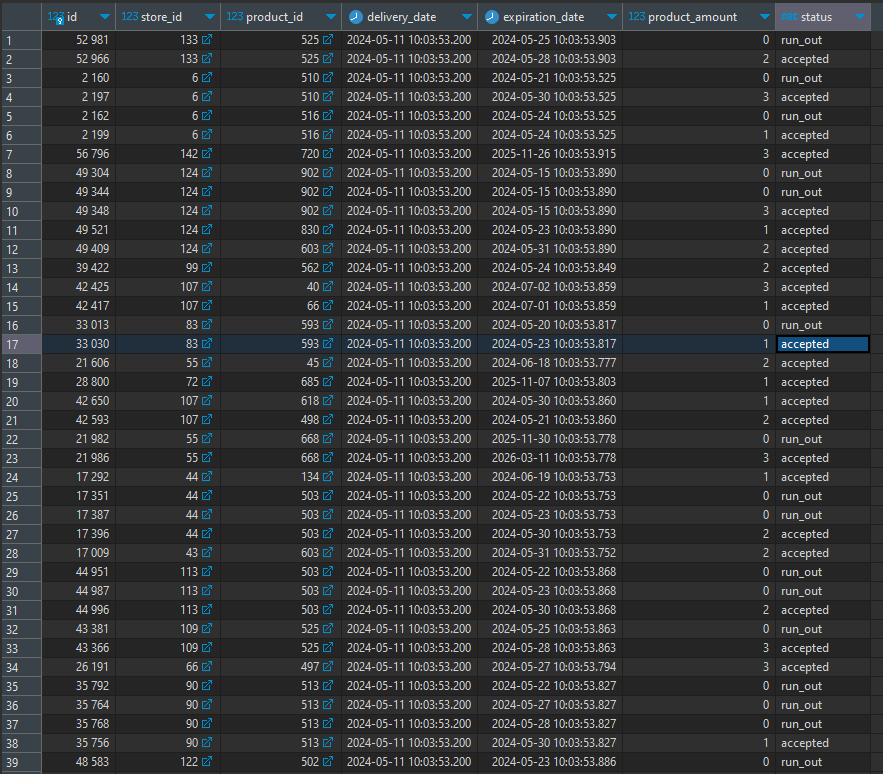 123 id 123 store_id 123 product_id delivery_date expiration_date 123 product_amount ABC status
1 52 981 133 525 2024-05-11 10:03:53.200 2024-05-25 10:03:53.903 0 run_out
2 52 966 133 525 2024-05-11 10:03:53.200 2024-05-28 10:03:53.903 2 accepted
3 2 160 6 510 2024-05-11 10:03:53.200 2024-05-21 10:03:53.525 0 run_out
4 2 197 6 510 2024-05-11 10:03:53.200 2024-05-30 10:03:53.525 3 accepted
5 2 162 6 516 2024-05-11 10:03:53.200 2024-05-24 10:03:53.525 0 run_out
6 2 199 6 516 2024-05-11 10:03:53.200 2024-05-24 10:03:53.525 1 accepted
7 56 796 142 720 2024-05-11 10:03:53.200 2025-11-26 10:03:53.915 3 accepted
8 49 304 124 902 2024-05-11 10:03:53.200 2024-05-15 10:03:53.890 0 run_out
9 49 344 124 902 2024-05-11 10:03:53.200 2024-05-15 10:03:53.890 0 run_out
10 49 348 124 902 2024-05-11 10:03:53.200 2024-05-15 10:03:53.890 3 accepted
11 49 521 124 830 2024-05-11 10:03:53.200 2024-05-23 10:03:53.890 1 accepted
12 49 409 124 603 2024-05-11 10:03:53.200 2024-05-31 10:03:53.890 2 accepted
13 39 422 99 562 2024-05-11 10:03:53.200 2024-05-24 10:03:53.849 2 accepted
14 42 425 107 40 2024-05-11 10:03:53.200 2024-07-02 10:03:53.859 3 accepted
15 42 417 107 66 2024-05-11 10:03:53.200 2024-07-01 10:03:53.859 1 accepted
16 33 013 83 593 2024-05-11 10:03:53.200 2024-05-20 10:03:53.817 0 run_out
17 33 030 83 593 2024-05-11 10:03:53.200 2024-05-23 10:03:53.817 1 accepted
18 21 606 55 45 2024-05-11 10:03:53.200 2024-06-18 10:03:53.777 2 accepted
19 28 800 72 685 2024-05-11 10:03:53.200 2025-11-07 10:03:53.803 1 accepted
20 42 650 107 618 2024-05-11 10:03:53.200 2024-05-30 10:03:53.860 1 accepted
21 42 593 107 498 2024-05-11 10:03:53.200 2024-05-21 10:03:53.860 2 accepted
22 21 982 55 668 2024-05-11 10:03:53.200 2025-11-30 10:03:53.778 0 run_out
23 21 986 55 668 2024-05-11 10:03:53.200 2026-03-11 10:03:53.778 3 accepted
24 17 292 44 134 2024-05-11 10:03:53.200 2024-06-19 10:03:53.753 1 accepted
25 17 351 44 503 2024-05-11 10:03:53.200 2024-05-22 10:03:53.753 0 run_out
26 17 387 44 503 2024-05-11 10:03:53.200 2024-05-23 10:03:53.753 0 run_out
27 17 396 44 503 2024-05-11 10:03:53.200 2024-05-30 10:03:53.753 2 accepted
28 17 009 43 603 2024-05-11 10:03:53.200 2024-05-31 10:03:53.752 2 accepted
29 44 951 113 503 2024-05-11 10:03:53.200 2024-05-22 10:03:53.868 0 run_out
30 44 987 113 503 2024-05-11 10:03:53.200 2024-05-23 10:03:53.868 0 run_out
31 44 996 113 503 2024-05-11 10:03:53.200 2024-05-30 10:03:53.868 2 accepted
32 43 381 109 525 2024-05-11 10:03:53.200 2024-05-25 10:03:53.863 0 run_out
33 43 366 109 525 2024-05-11 10:03:53.200 2024-05-28 10:03:53.863 3 accepted
34 26 191 66 497 2024-05-11 10:03:53.200 2024-05-27 10:03:53.794 3 accepted
35 35 792 90 513 2024-05-11 10:03:53.200 2024-05-22 10:03:53.827 0 run_out
36 35 764 90 513 2024-05-11 10:03:53.200 2024-05-27 10:03:53.827 0 run_out
37 35 768 90 513 2024-05-11 10:03:53.200 2024-05-28 10:03:53.827 0 run_out
38 35 756 90 513 2024-05-11 10:03:53.200 2024-05-30 10:03:53.827 1 accepted
39 48 583 122 502 2024-05-11 10:03:53.200 2024-05-23 10:03:53.886 0 run_out